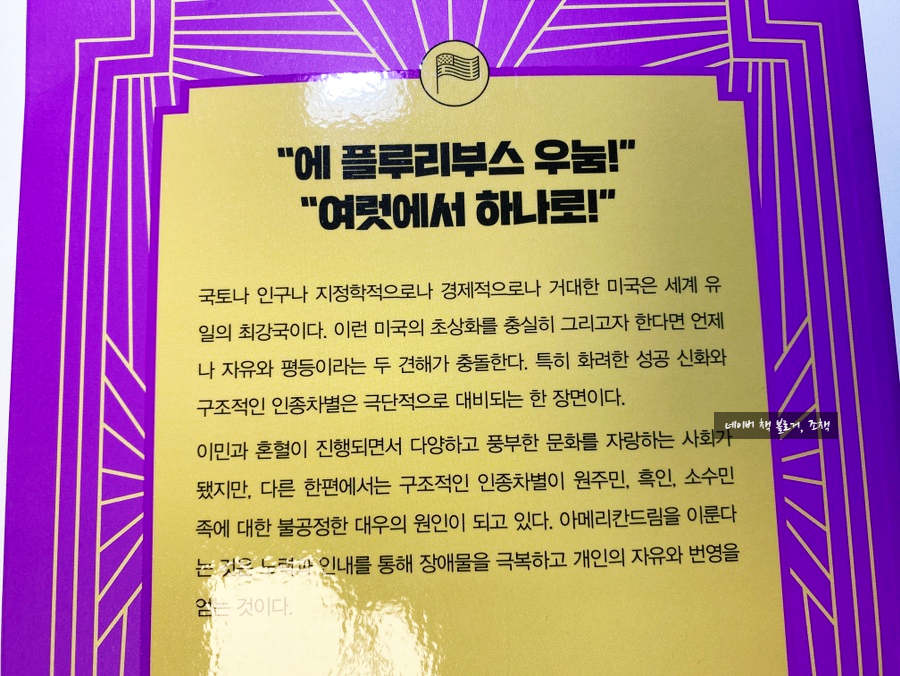 “에 플루리부스 우눔!”
“여럿에서 하나로!”
국토나 인구나 지정학적으로나 경제적으로나 거대한 미국은 세계 유
일의 최강국이다. 이런 미국의 초상화를 충실히 그리고자 한다면 언제
나 자유와 평등이라는 두 견해가 충돌한다. 특히 화려한 성공 신화와
구조적인 인종차별은 극단적으로 대비되는 한 장면이다.
네이버 책 블로거, 조책
이민과 혼혈이 진행되면서 다양하고 풍부한 문화를 자랑하는 사회가
됐지만, 다른 한편에서는 구조적인 인종차별이 원주민, 흑인, 소수민
족에 대한 불공정한 대우의 원인이 되고 있다. 아메리칸드림을 이룬다
는 것은 노력과 인내를 통해 장애물을 극복하고 개인의 자유와 번영을
얻는 것이다.